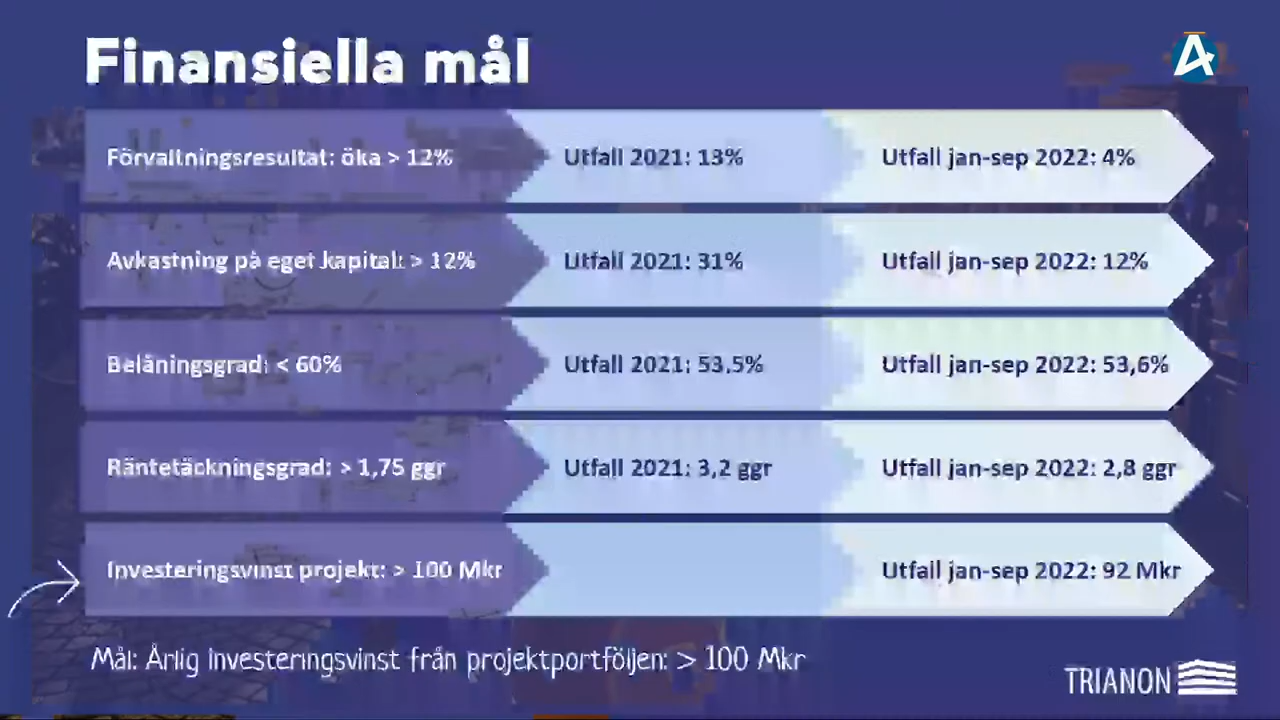 Finansiella mål
Förvaltningsresultat: öka > 12%
Utfall 2021: 13%
Utfall jan-sep 2022: 4%
Avkastning på eget kapital: > 12%
Utfall 2021: 31%
Utfall jan-sep 2022: 12%
Belåningsgrad: < 60%
Utfall 2021: 53,5%
Utfall jan-sep 2022: 53,6%
Räntetäckningsgrad: > 1,75 ggr
Utfall 2021: 3,2 ggr
Utfall jan-sep 2022: 2,8 ggr
Investeringsvinst projekt: > 100 Mkr
Utfall jan-sep 2022: 92 Mkr
Mål: Årlig investeringsvinst från projektportföljen: > 100 Mkr
TRIANON